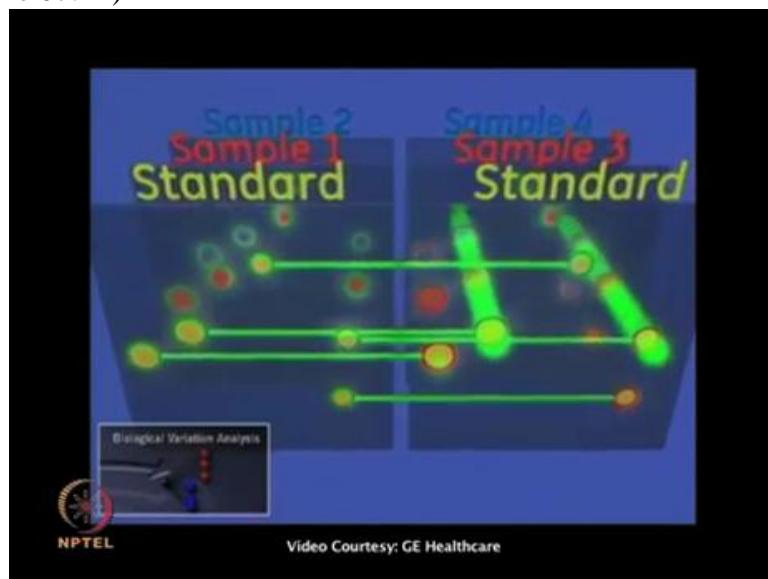 Sample 2 Sample 4
Sample 1 Sample 3
Standard Standard
Biological Variation Analysis
NPTEL
Video Courtesy: GE Healthcare